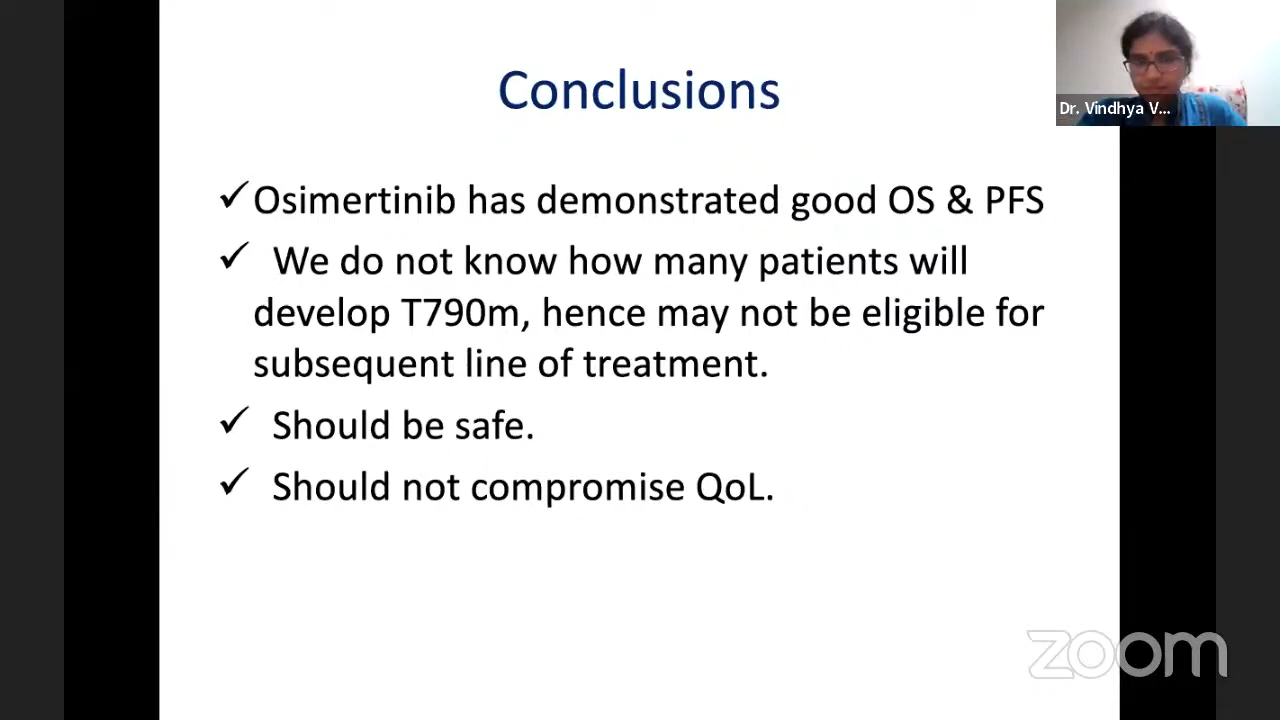 Conclusions
Dr. Vindhya V...
✓Osimertinib has demonstrated good OS & PFS
✓ We do not know how many patients will
develop T790m, hence may not be eligible for
subsequent line of treatment.
✓ Should be safe.
✓ Should not compromise QoL.
zoom